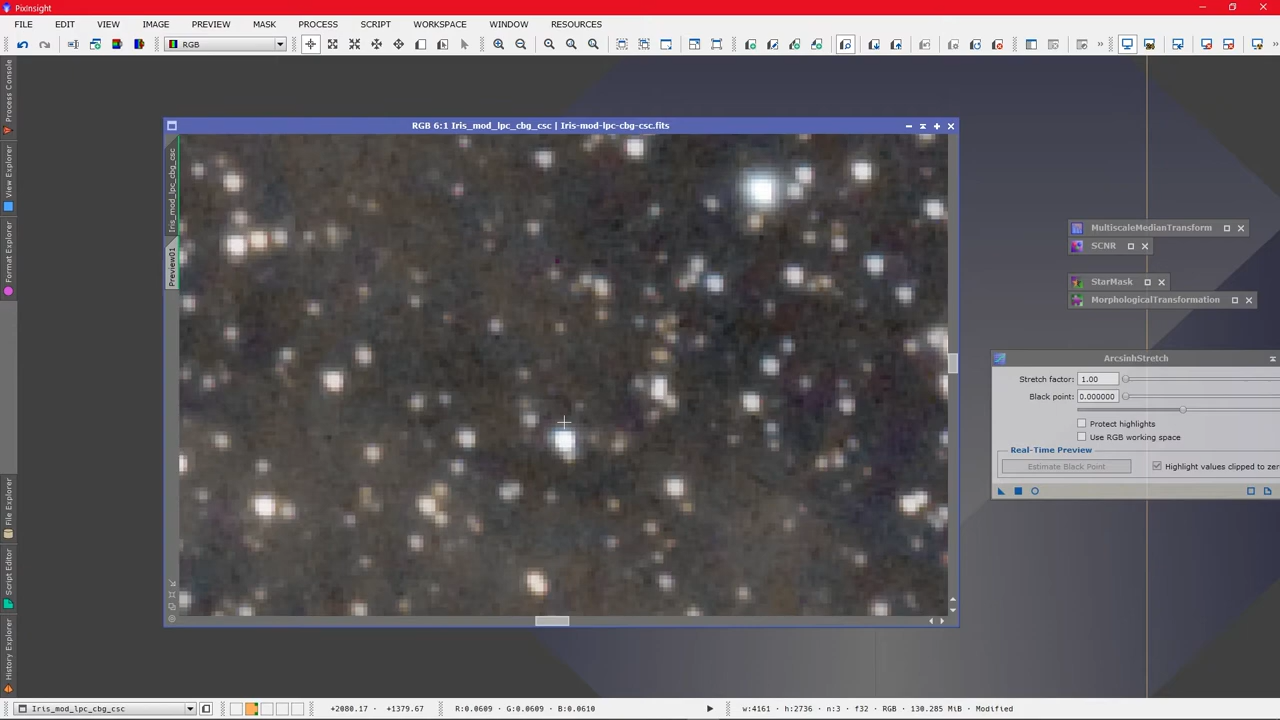 PixInsight
FILE EDIT VIEW IMAGE PREVIEW MASK PROCESS SCRIPT WORKSPACE WINDOW RESOURCES
RGB
Process Console
View Explorer
Format Explorer
File Explorer
Script Editor
History Explorer
RGB 6:1 Iris_mod_lpc_cbg_csc | Iris-mod-lpc-cbg-csc.fits
Iris_mod_lpc_cbg_csc
Preview01
MultiscaleMedianTransform
SCNR
StarMask
MorphologicalTransformation
ArcsinhStretch
Stretch factor: 1.00
Black point: 0.000000
Protect highlights
Use RGB working space
Real-Time Preview
Estimate Black Point
Highlight values clipped to zer
Iris_mod_lpc_cbg_csc
+2080.17 · +1379.67
R:0.0609 · G:0.0609 · B:0.0610
w:4161 · h:2736 · n:3 · f32 · RGB · 130.285 MiB · Modified